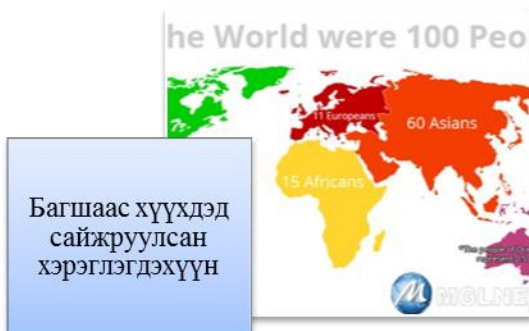 he World were 100 Peo
11 Europeans
60 Asians
15 Africans
Багшаас хүүхдэд
сайжруулсан
хэрэглэгдэхүүн
MGLNE